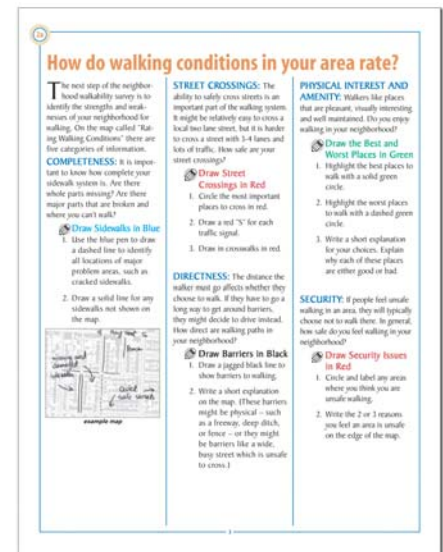 2a
How do walking conditions in your area rate?
The next step of the neighbor-
hood walkability survey is to
identify the strengths and weak-
nesses of your neighborhood for
walking. On the map called "Rat-
ing Walking Conditions" there are
five categories of information.
COMPLETENESS: It is impor-
tant to know how complete your
sidewalk system is. Are there
whole parts missing? Are there
major parts that are broken and
where you can't walk?
Draw Sidewalks in Blue
1. Use the blue pen to draw
a dashed line to identify
all locations of major
problem areas, such as
cracked sidewalks.
2. Draw a solid line for any
sidewalks not shown on
the map.
example map
STREET CROSSINGS: The
ability to safely cross streets is an
important part of the walking system.
It might be relatively easy to cross a
local two lane street, but it is harder
to cross a street with 3-4 lanes and
lots of traffic. How safe are your
street crossings?
Draw Street
Crossings in Red
1. Circle the most important
places to cross in red.
2. Draw a red "S" for each
traffic signal.
3. Draw in crosswalks in red.
DIRECTNESS: The distance the
walker must go affects whether they
choose to walk. If they have to go a
long way to get around barriers,
they might decide to drive instead.
How direct are walking paths in
your neighborhood?
Draw Barriers in Black
1. Draw a jagged black line to
show barriers to walking.
2. Write a short explanation
on the map. (These barriers
might be physical – such
as a freeway, deep ditch,
or fence – or they might
be barriers like a wide,
busy street which is unsafe
to cross.)
PHYSICAL INTEREST AND
AMENITY: Walkers like places
that are pleasant, visually interesting
and well maintained. Do you enjoy
walking in your neighborhood?
Draw the Best and
Worst Places in Green
1. Highlight the best places to
walk with a solid green
circle.
2. Highlight the worst places
to walk with a dashed green
circle.
3. Write a short explanation
for your choices. Explain
why each of these places
are either good or bad.
SECURITY: If people feel unsafe
walking in an area, they will typically
choose not to walk there. In general,
how safe do you feel walking in your
neighborhood?
Draw Security Issues
in Red
1. Circle and label any areas
where you think you are
unsafe walking.
2. Write the 2 or 3 reasons
you feel an area is unsafe
on the edge of the map.